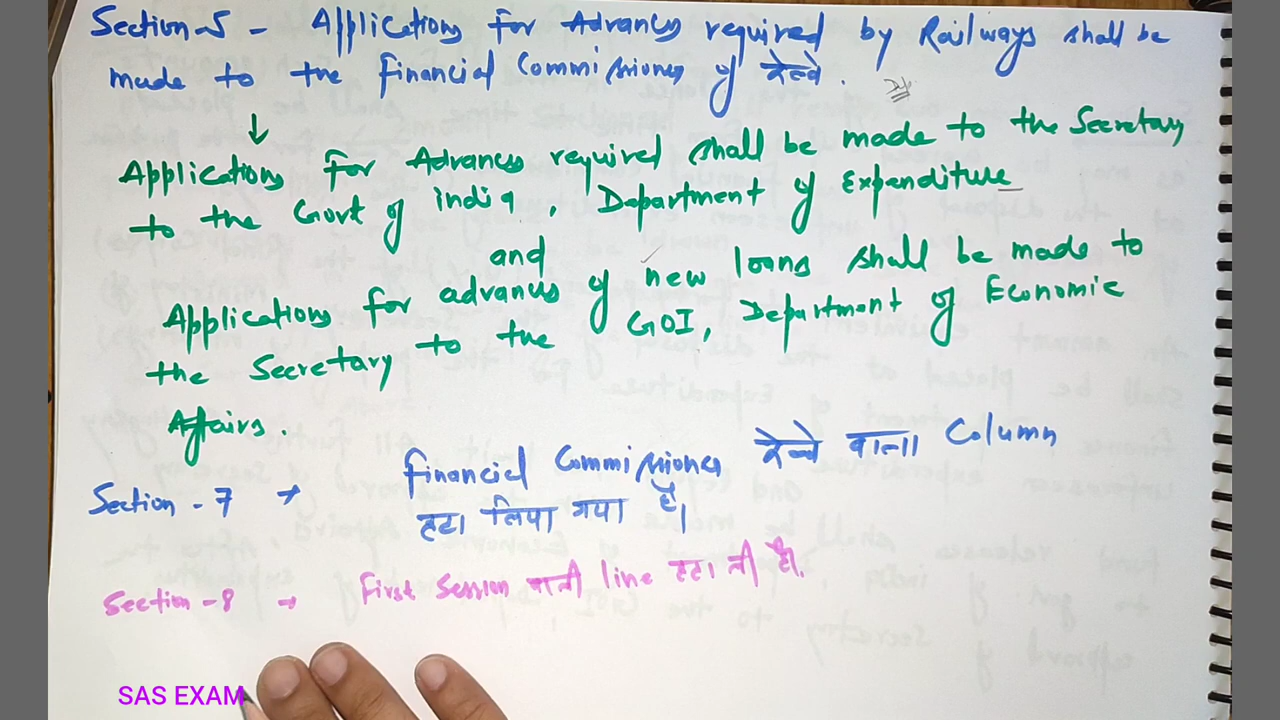 Section-5 - Applications for Advances required by Railways shall be
made to the Financial Commissioner of रेल्वे.
↓
Applications for Advances required shall be made to the Secretary
to the Govt of india, Department of Expenditure
and
Applications for advances of new loans shall be made to
the Secretary to the GOI, Department of Economic
Affairs.
Section - 7 → Financial Commissioner रेल्वे वाला Column
हटा लिया गया है।
Section -8 → First Session वाली line हटा ली है।
SAS EXAM